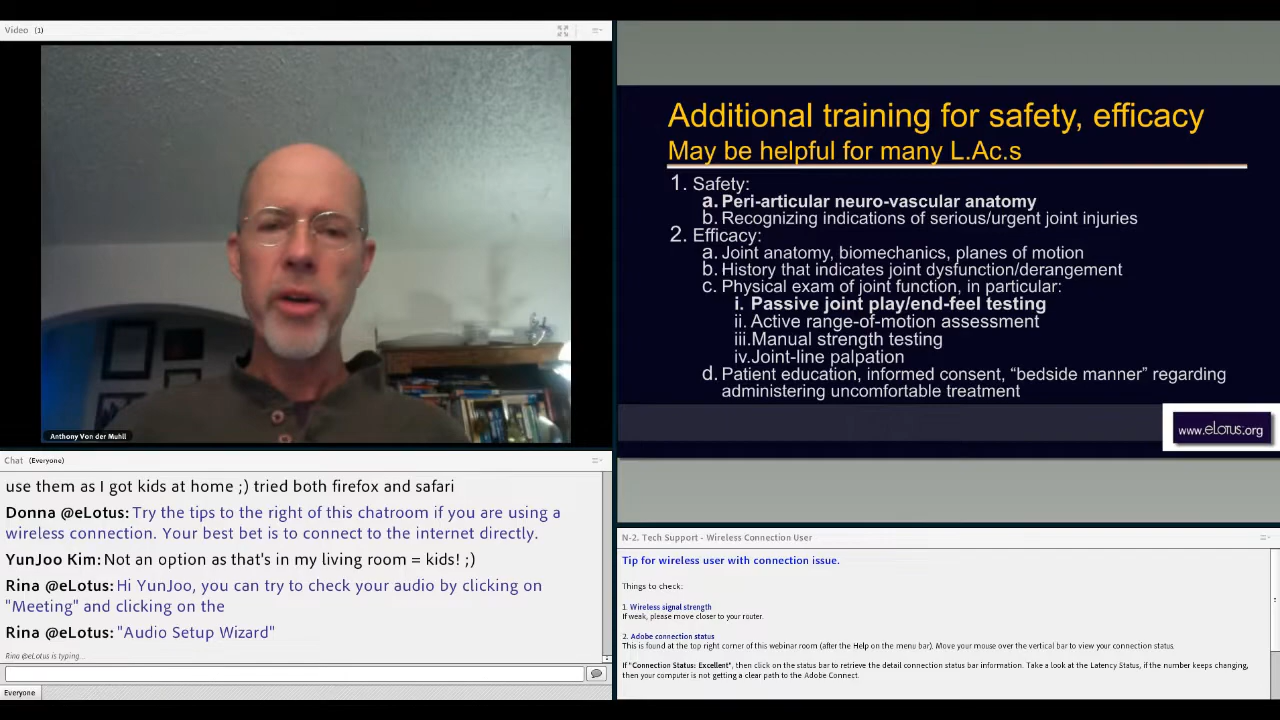 Video (1)
Anthony Von der Muhll
Chat (Everyone)
use them as I got kids at home ;) tried both firefox and safari
Donna @eLotus: Try the tips to the right of this chatroom if you are using a
wireless connection. Your best bet is to connect to the internet directly.
YunJoo Kim: Not an option as that's in my living room = kids! ;)
Rina @eLotus: Hi YunJoo, you can try to check your audio by clicking on
"Meeting" and clicking on the
Rina @eLotus: "Audio Setup Wizard"
Rina @eLotus is typing...
Everyone
Additional training for safety, efficacy
May be helpful for many L.Ac.s
1. Safety:
a. Peri-articular neuro-vascular anatomy
b. Recognizing indications of serious/urgent joint injuries
2. Efficacy:
a. Joint anatomy, biomechanics, planes of motion
b. History that indicates joint dysfunction/derangement
c. Physical exam of joint function, in particular:
i. Passive joint play/end-feel testing
ii. Active range-of-motion assessment
iii. Manual strength testing
iv. Joint-line palpation
d. Patient education, informed consent, “bedside manner” regarding
administering uncomfortable treatment
www.eLotus.org
N-2. Tech Support - Wireless Connection User
Tip for wireless user with connection issue.
Things to check:
1. Wireless signal strength
If weak, please move closer to your router.
2. Adobe connection status
This is found at the top right corner of this webinar room (after the Help on the menu bar). Move your mouse over the vertical bar to view your connection status.
If "Connection Status: Excellent", then click on the status bar to retrieve the detail connection status bar information. Take a look at the Latency Status, if the number keeps changing,
then your computer is not getting a clear path to the Adobe Connect.